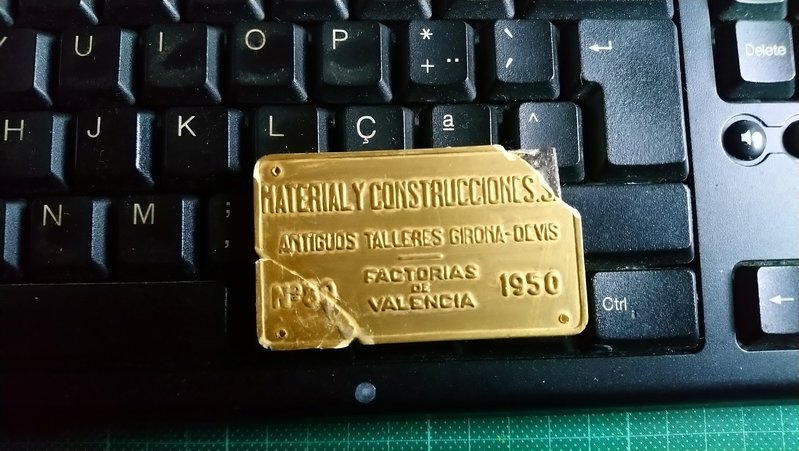 Y U I O P * + ¨ ` ´ Delete
H J K L Ç ª ^
MATERIAL Y CONSTRUCCIONES. S.
N M ;
ANTIGUOS TALLERES GIRONA-DEVIS
FACTORIAS
DE
VALENCIA
Nº
1950
Ctrl